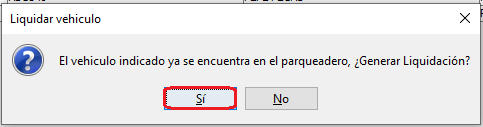 Liquidar vehiculo
El vehiculo indicado ya se encuentra en el parqueadero, ¿Generar Liquidación?
Sí
No